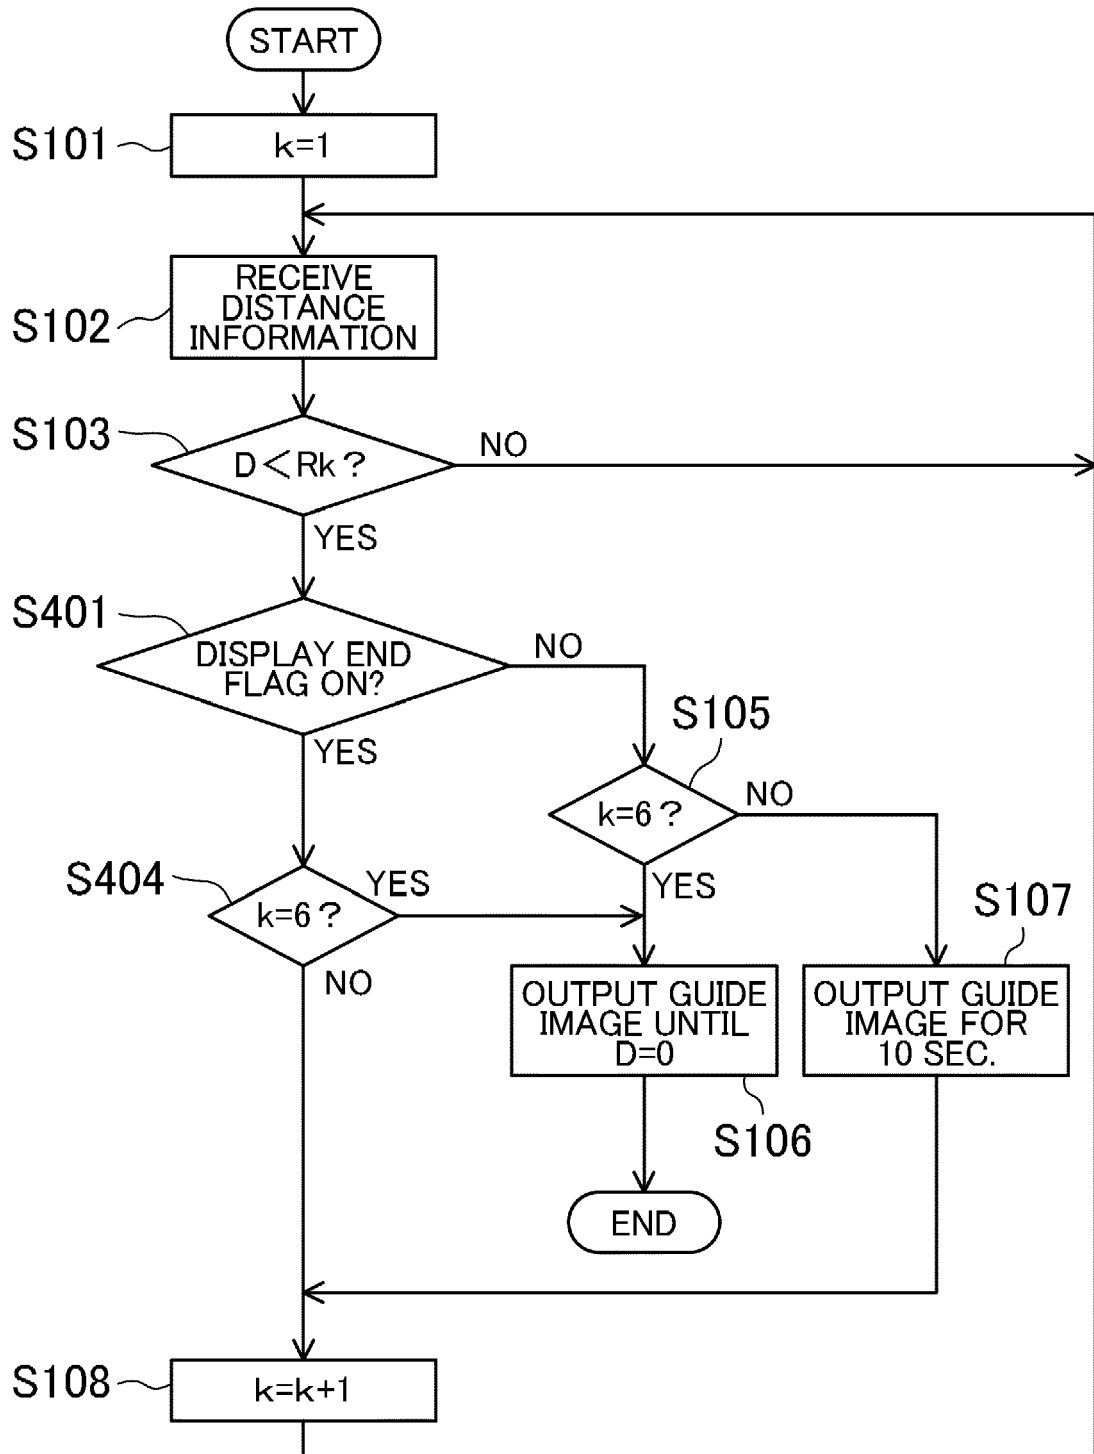 START
S101
k=1
S102
RECEIVE
DISTANCE
INFORMATION
S103
D<Rk?
NO
YES
S401
DISPLAY END
FLAG ON?
NO
YES
S105
k=6?
NO
YES
S404
k=6?
YES
NO
S107
OUTPUT GUIDE
IMAGE UNTIL
D=0
OUTPUT GUIDE
IMAGE FOR
10 SEC.
S106
END
S108
k=k+1